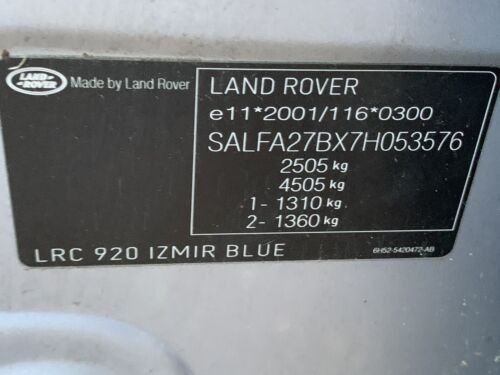 LAND ROVER
Made by Land Rover
LAND ROVER
e11*2001/116*0300
SALFA27BX7H053576
2505 kg
4505 kg
1- 1310 kg
2- 1360 kg
LRC 920 IZMIR BLUE
6H52-5420472-AB